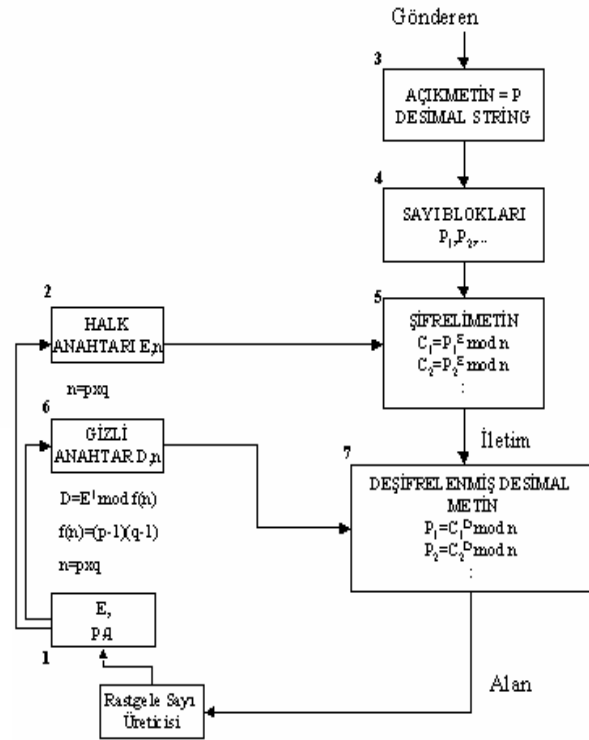 Gönderen
3
AÇIKMETİN = P
DESİMAL STRİNG
4
SAYI BLOKLARI
P₁,P₂,...
5
ŞİFRELİMETİN
C₁=P₁ᴱ mod n
C₂=P₂ᴱ mod n
:
2
HALK
ANAHTARI E,n
n=pxq
6
GİZLİ
ANAHTAR D,n
D=E¹ mod f(n)
f(n)=(p-1)(q-1)
n=pxq
İletim
7
DEŞİFRELENMİŞ DESİMAL
METİN
P₁=C₁ᴰ mod n
P₂=C₂ᴰ mod n
:
E,
p,q
1
Rastgele Sayı
Üreticisi
Alan